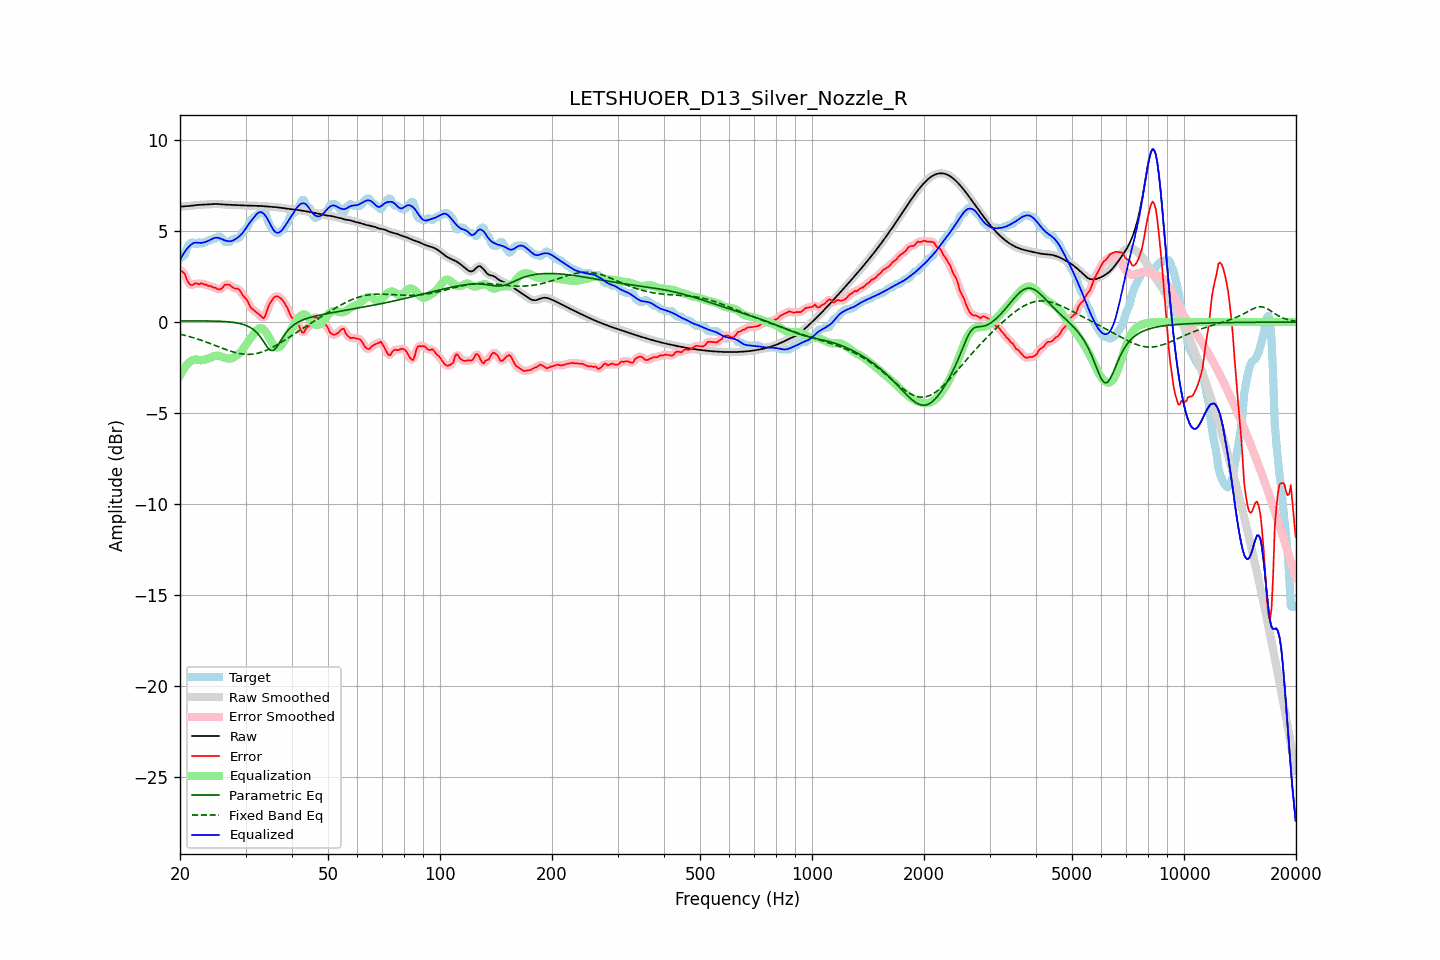 LETSHUOER_D13_Silver_Nozzle_R
Amplitude (dBr)
10
5
0
−5
−10
−15
−20
−25
Target
Raw Smoothed
Error Smoothed
Raw
Error
Equalization
Parametric Eq
Fixed Band Eq
Equalized
20 50 100 200 500 1000 2000 5000 10000 20000
Frequency (Hz)